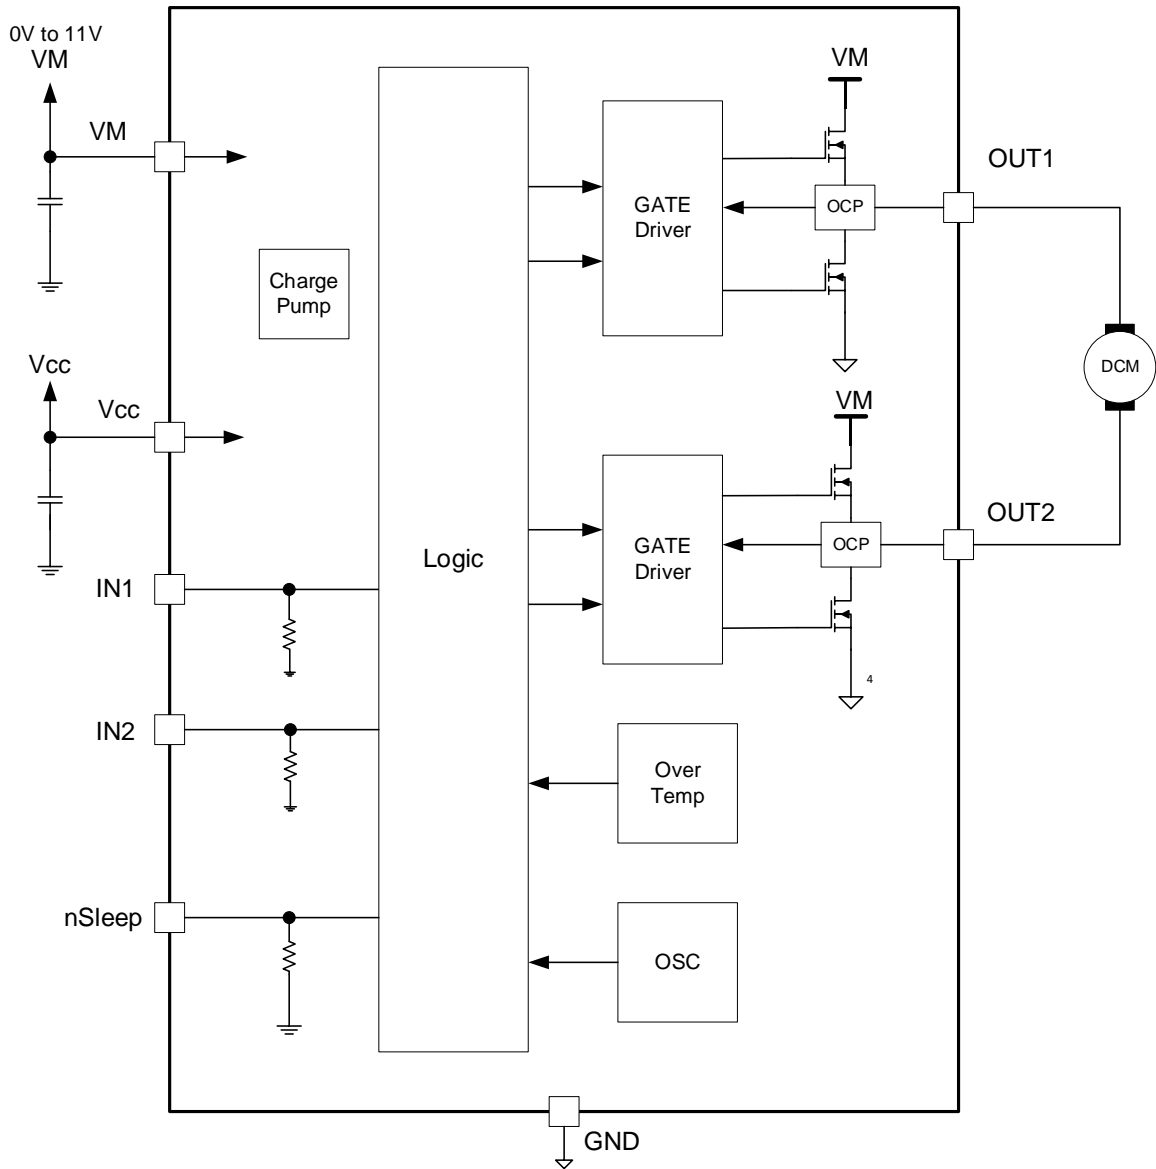 0V to 11V
VM
VM
Vcc
Vcc
IN1
IN2
nSleep
Charge
Pump
Logic
GATE
Driver
VM
OCP
OUT1
DCM
GATE
Driver
VM
OCP
OUT2
4
Over
Temp
OSC
GND